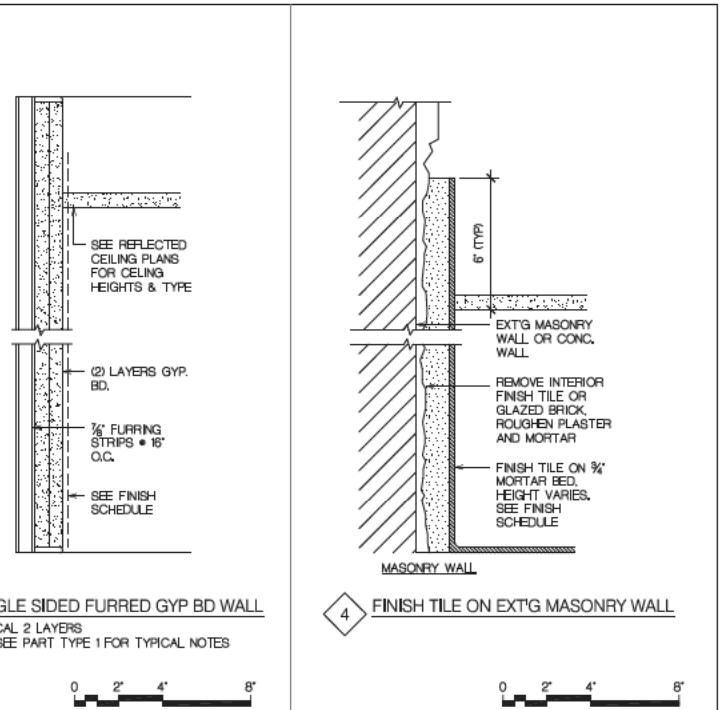 SEE REFLECTED
CEILING PLANS
FOR CELING
HEIGHTS & TYPE
(2) LAYERS GYP.
BD.
⅞" FURRING
STRIPS • 16"
O.C.
SEE FINISH
SCHEDULE
GLE SIDED FURRED GYP BD WALL
CAL 2 LAYERS
SEE PART TYPE 1 FOR TYPICAL NOTES
0 2" 4" 8"
6" (TYP)
EXT'G MASONRY
WALL OR CONC.
WALL
REMOVE INTERIOR
FINISH TILE OR
GLAZED BRICK,
ROUGHEN PLASTER
AND MORTAR
FINISH TILE ON ¾"
MORTAR BED,
HEIGHT VARIES.
SEE FINISH
SCHEDULE
MASONRY WALL
4 FINISH TILE ON EXT'G MASONRY WALL
0 2" 4" 8"